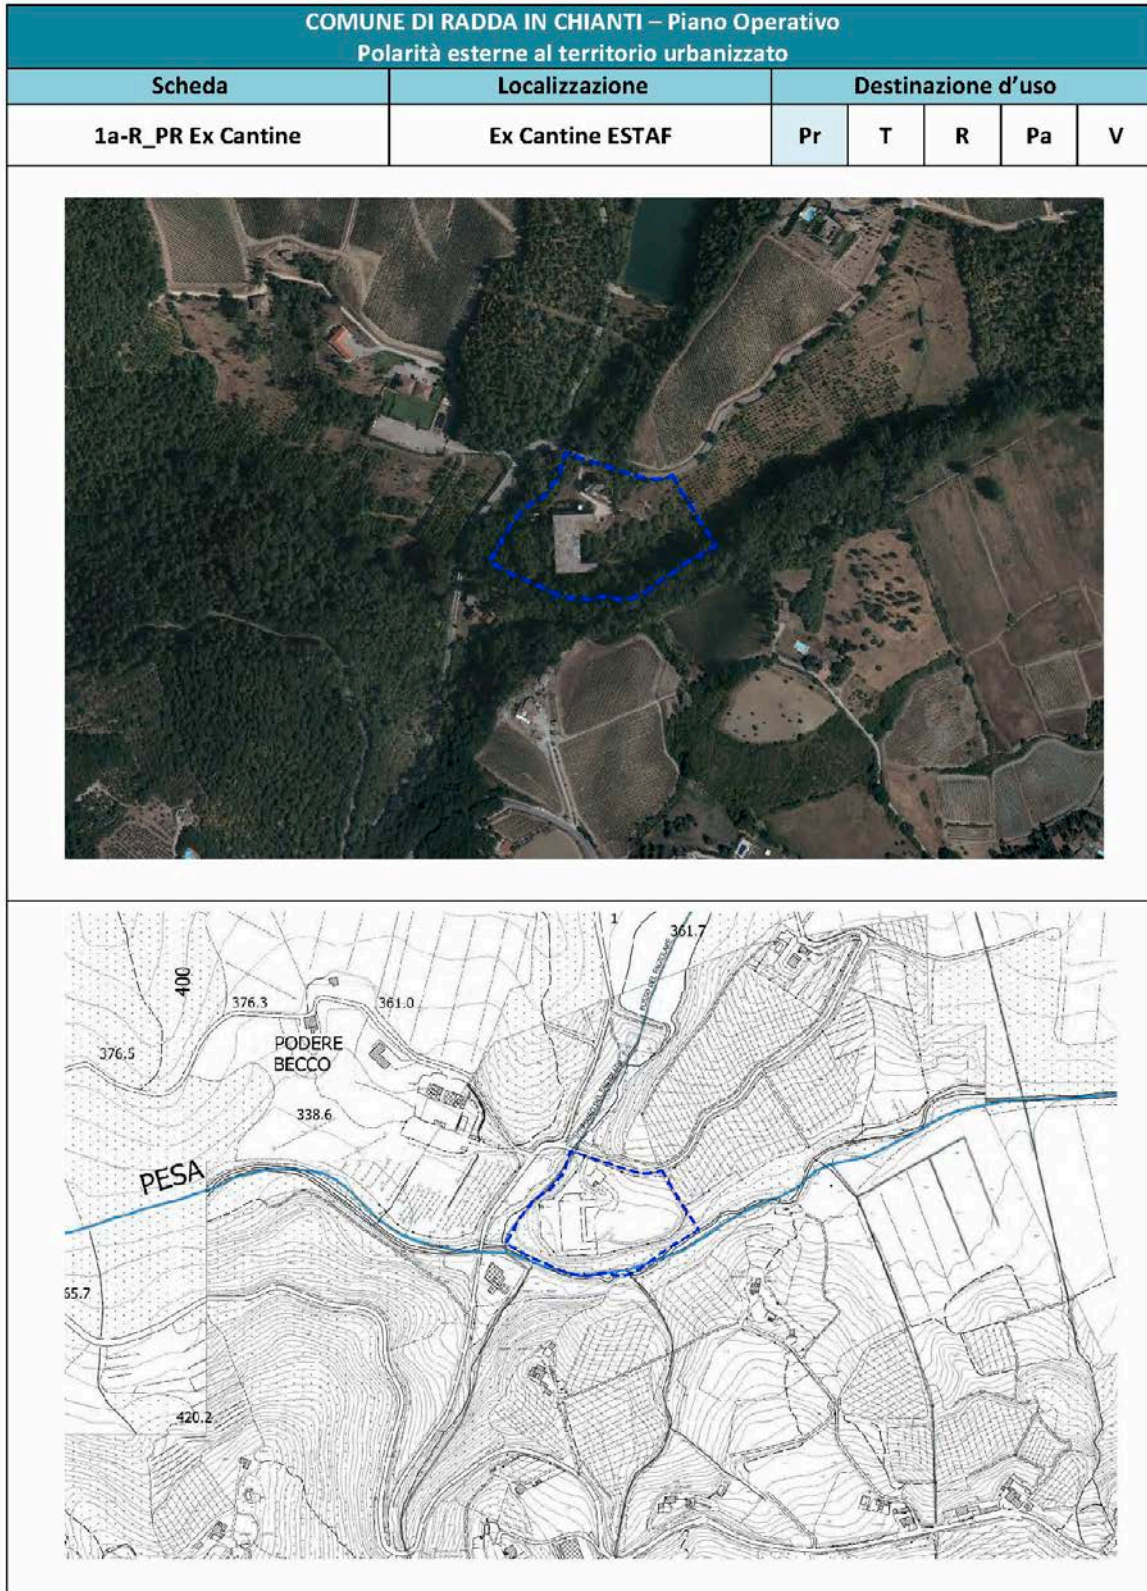 COMUNE DI RADDA IN CHIANTI – Piano Operativo
Polarità esterne al territorio urbanizzato
Scheda Localizzazione Destinazione d'uso
1a-R_PR Ex Cantine Ex Cantine ESTAF Pr T R Pa V
1
361.7
400
376.3
361.0
PODERE
BECCO
376.5
338.6
PESA
65.7
420.2